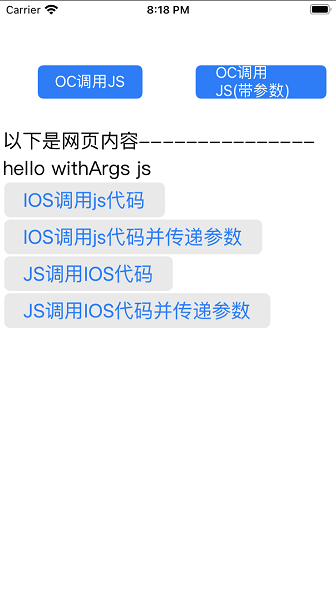 Carrier 8:18 PM
OC调用JS
OC调用
JS(带参数)
以下是网页内容---------------
hello withArgs js
IOS调用js代码
IOS调用js代码并传递参数
JS调用IOS代码
JS调用IOS代码并传递参数